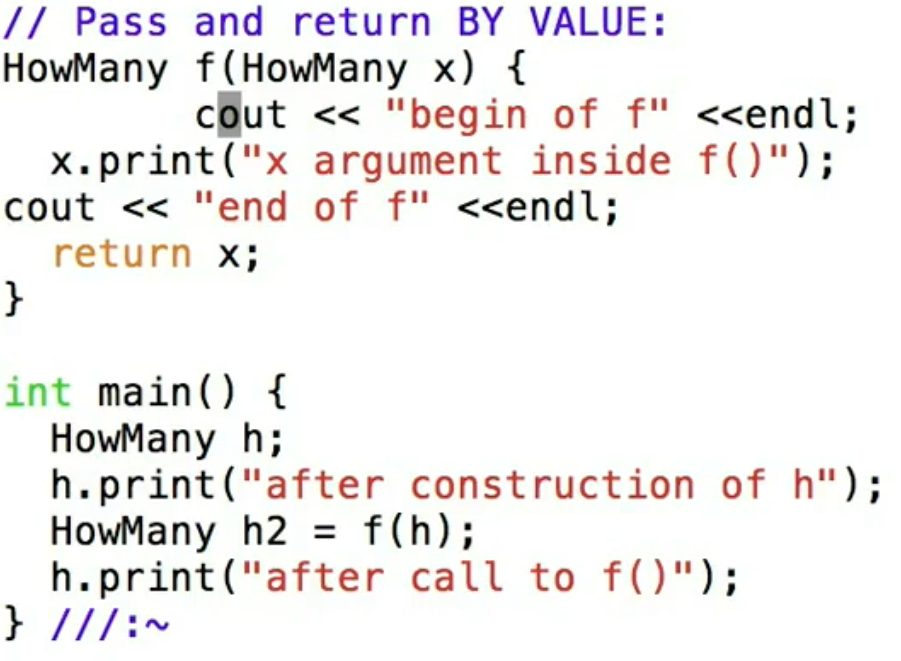 // Pass and return BY VALUE:
HowMany f(HowMany x) {
        cout << "begin of f" <<endl;
  x.print("x argument inside f()");
cout << "end of f" <<endl;
  return x;
}

int main() {
  HowMany h;
  h.print("after construction of h");
  HowMany h2 = f(h);
  h.print("after call to f()");
} ///:~